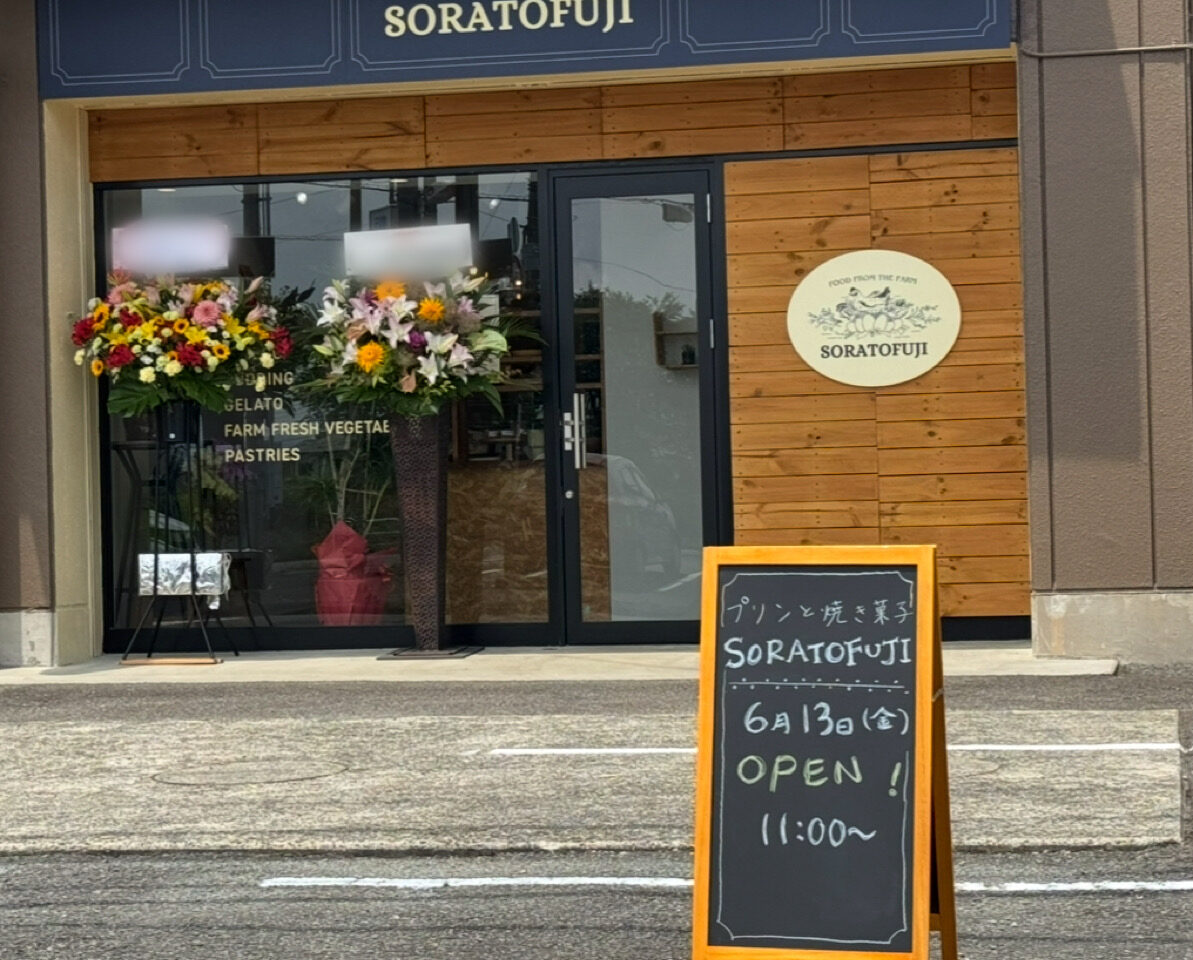 SORATOFUJI
FOOD FROM THE FARM
SORATOFUJI
GELATO
FARM FRESH VEGETAB
PASTRIES
プリンと焼き菓子
SORATOFUJI
6月13日(金)
OPEN!
11:00~